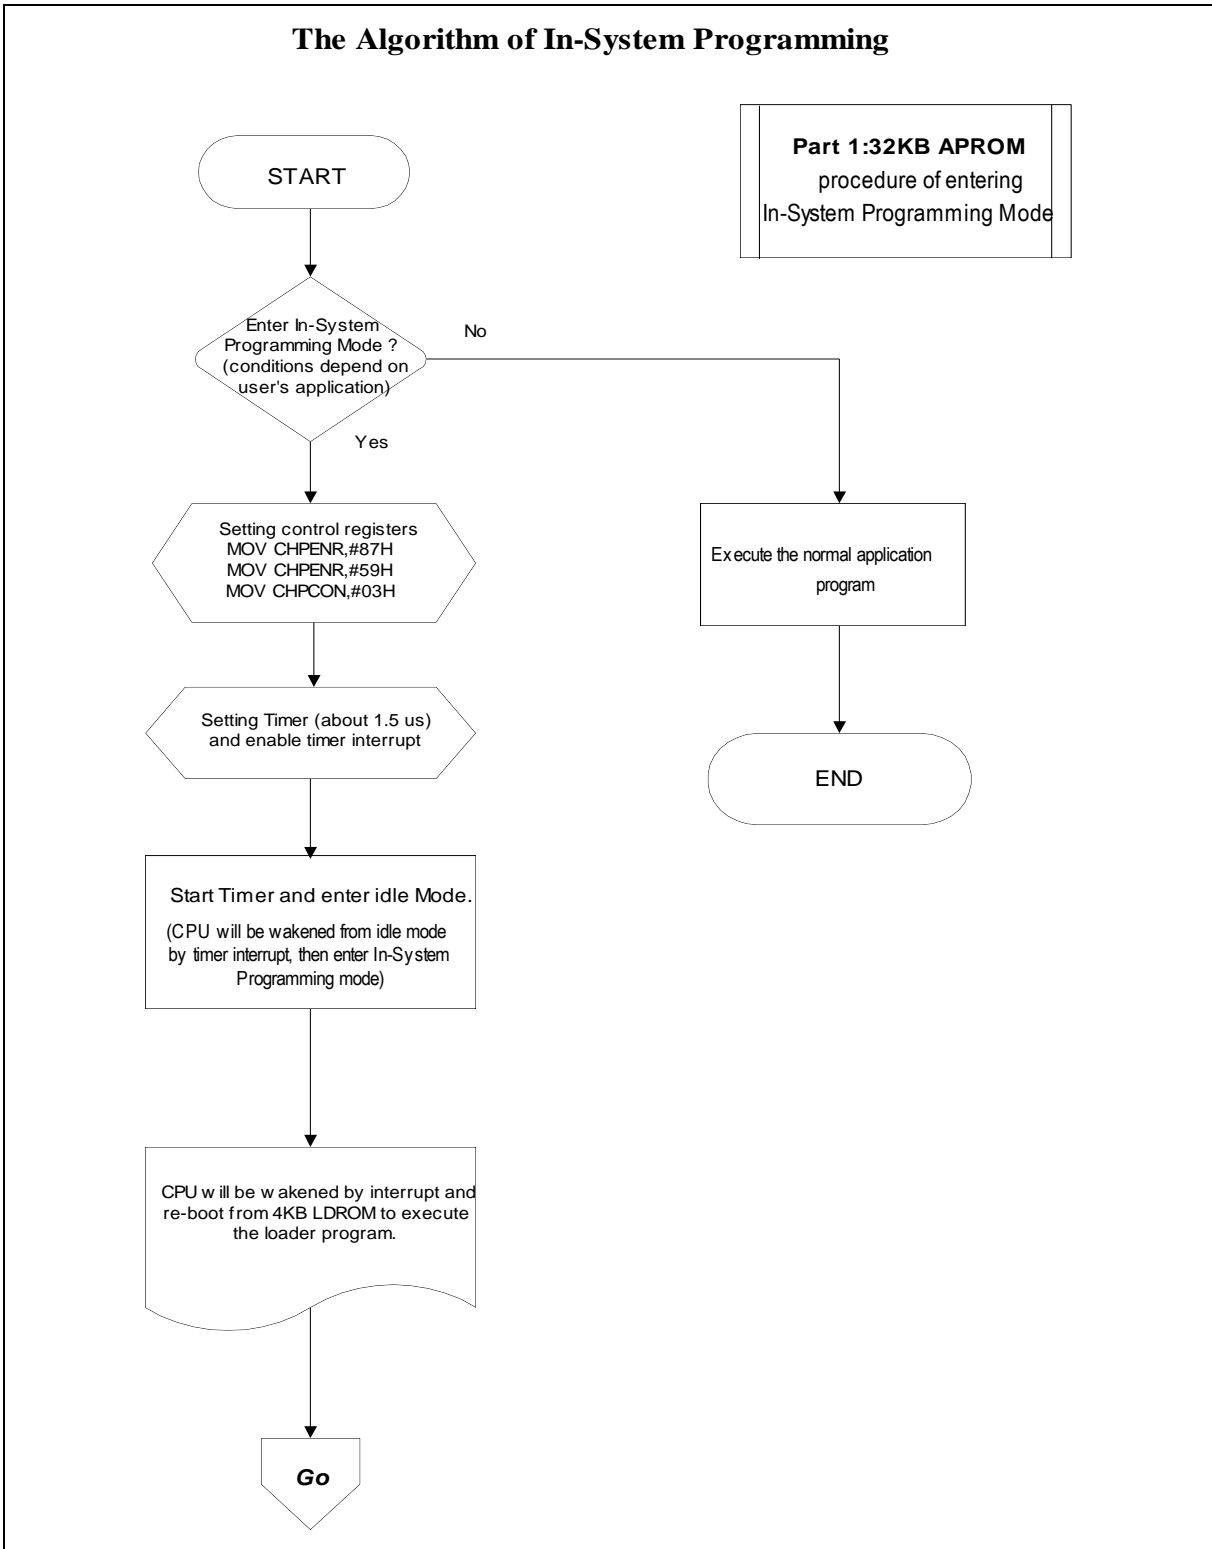 The Algorithm of In-System Programming
Part 1:32KB APROM
procedure of entering
In-System Programming Mode
START
Enter In-System
Programming Mode ?
(conditions depend on
user's application)
No
Yes
Setting control registers
MOV CHPENR,#87H
MOV CHPENR,#59H
MOV CHPCON,#03H
Execute the normal application
program
Setting Timer (about 1.5 us)
and enable timer interrupt
END
Start Timer and enter idle Mode.
(CPU will be wakened from idle mode
by timer interrupt, then enter In-System
Programming mode)
CPU will be wakened by interrupt and
re-boot from 4KB LDROM to execute
the loader program.
Go